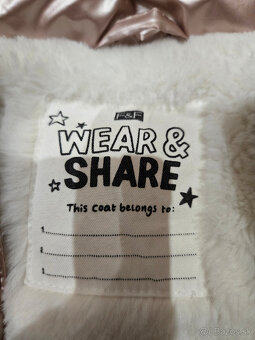 F&F
WEAR &
SHARE
This coat belongs to:
1.
2.
3.